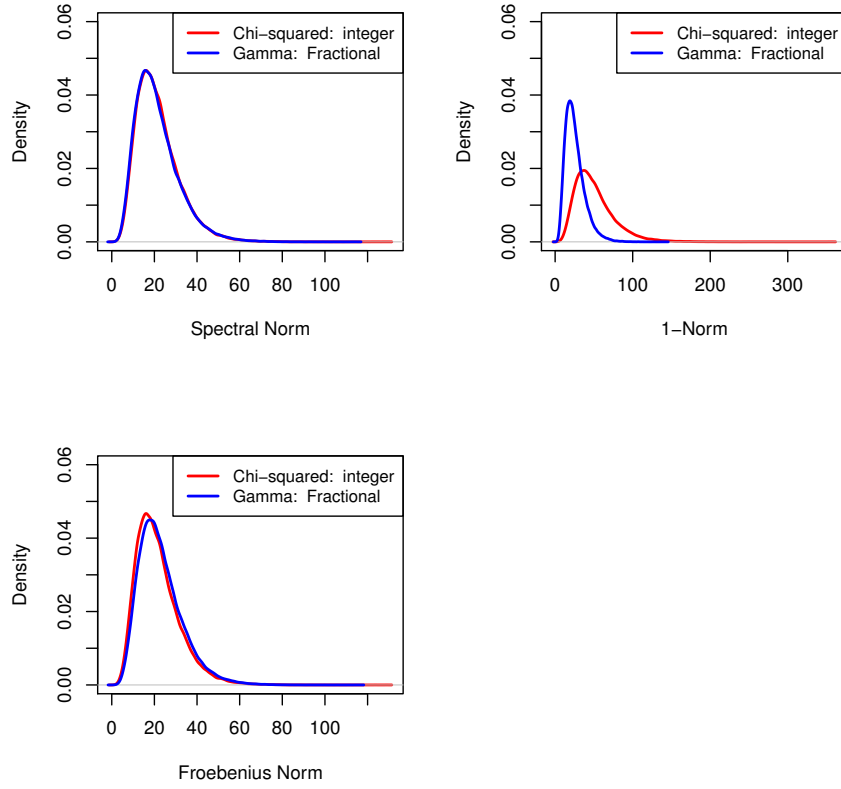 Chi−squared: integer
Gamma: Fractional
0.00 0.02 0.04 0.06
Density
0 20 40 60 80 100
Spectral Norm
Chi−squared: integer
Gamma: Fractional
0.00 0.02 0.04 0.06
Density
0 100 200 300
1−Norm
Chi−squared: integer
Gamma: Fractional
0.00 0.02 0.04 0.06
Density
0 20 40 60 80 100
Froebenius Norm